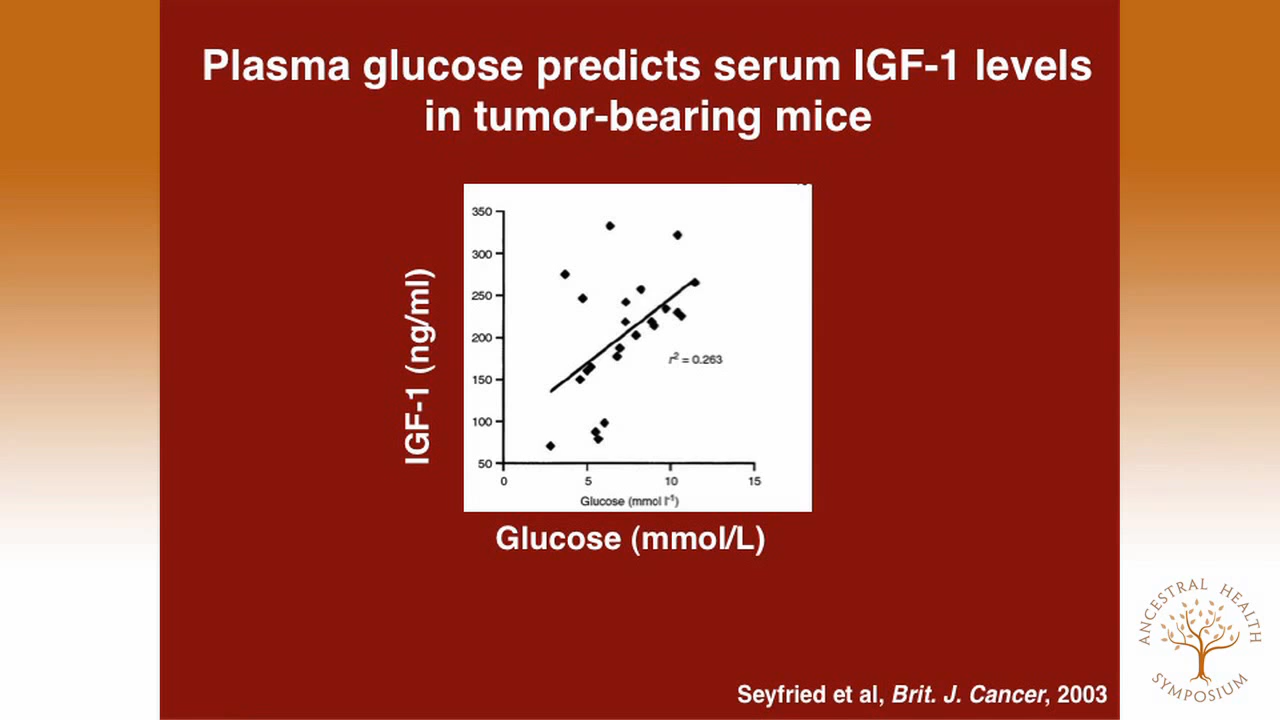 Plasma glucose predicts serum IGF-1 levels
in tumor-bearing mice
IGF-1 (ng/ml)
350
300
250
200
150
100
50
r² = 0.263
0 5 10 15
Glucose (mmol l⁻¹)
Glucose (mmol/L)
ANCESTRAL HEALTH
SYMPOSIUM
Seyfried et al, Brit. J. Cancer, 2003